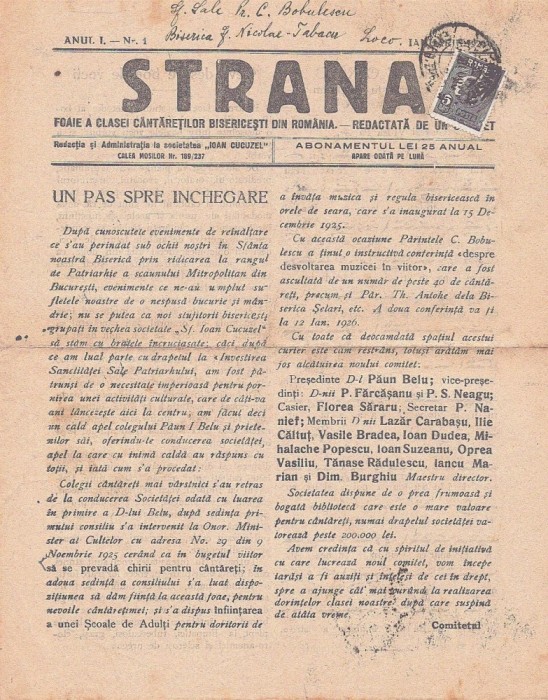 Sf. Sale Pr. C. Bobulescu
Biserica Sf. Nicolae-Tabacu
Loco.
ANUL I. — Nr. 1
STRANA
FOAIE A CLASEI CÂNTĂREȚILOR BISERICEȘTI DIN ROMÂNIA. — REDACTATĂ DE UN
Redacția și Administrația la societatea „IOAN CUCUZEL"
CALEA MOȘILOR Nr. 189/237
ABONAMENTUL LEI 25 ANUAL
APARE ODATĂ PE LUNĂ
UN PAS SPRE INCHEGARE
După cunoscutele evenimente de reînălțare
ce s'au perindat sub ochii noștri în Sfânta
noastră Biserică prin ridicarea la rangul
de Patriarhie a scaunului Mitropolitan din
București, evenimente ce ne-au umplut su-
fletele noastre de o nespusă bucurie și mân-
drie; nu se putea ca noi stujitorii bisericești
grupați in vechea societate „Sf. Ioan Cucuzel"
să stăm cu brațele încrucișate; căci după
ce am luat parte cu drapelul la «Investirea
Sanctității Sale Patriarhului, am fost pă-
trunși de o necesitate imperioasă pentru por-
nirea unei activități culturale, care de câți-va
ani lâncezește aici la centru, am făcut deci
un cald apel colegului Păun I Belu și priete-
nilor săi, oferindu-te conducerea societăței,
apel la care cu inimă caldă au răspuns cu
toții, și iată cum s'a procedat:
Colegii cântăreți mai vârstnici s'au retras
de la conducerea Societăței odată cu luarea
în primire a D-lui Belu, după ședința pri-
mului consiliu s'a intervenit la Onor. Minis-
ter al Cultelor cu adresa No. 29 din 9
Noembrie 1925 cerând ca in bugetul viitor
să se prevadă chirii pentru cântăreți; în
adoua sedință a consiliului s'a luat dispo-
zițiunea să dăm ființă la această foae, pentru
nevoile cântărețimei; și s'a dispus înființarea
a unei Școale de Adulți pentru doritorii de
a învăța muzica și regula bisericească în
orele de seara, care s'a inaugurat la 15 De-
cembrie 1925.
Cu această ocaziune Părintele C. Bobu-
lescu a ținut o instructivă conferință «despre
desvoltarea muzicei în viitor», care a fost
ascultată de un număr de peste 40 de cântă-
reți, precum și Păr. Th. Antohe dela Bi-
serica Șelari, etc. A doua conferință va fi
la 12 Ian. 1926.
Cu toate că deocamdată spațiul acestui
curier este cam restrâns, totuși arătăm mai
jos alcătuirea noului comitet:
Președinte D-l Păun Belu; vice-preșe-
dinți: D-nii P. Fărcășanu și P. S. Neagu;
Casier, Florea Săraru, Secretar P. Na-
nief; Membrii D-nii Lazăr Carabașu, Ilie
Căltuț, Vasile Bradea, Ioan Dudea, Mi-
halache Popescu, Ioan Suzeanu, Oprea
Vasiliu, Tănase Rădulescu, Iancu Ma-
rian și Dim. Burghiu Maestru director.
Societatea dispune de o prea frumoasă și
bogată bibliotecă care este o mare valoare
pentru cântăreți, numai drapelul societăței va-
lorează peste 200.000 lei.
Avem credința că cu spiritul de inițiativă
cu care lucrează noul comitet, vom începe
iarăși a fi auziți și înțeleși de cei în drept,
spre a ajunge cât mai curând la realizarea
dorințelor clasei noastre după care suspină
de atâta vreme.
Comitetul